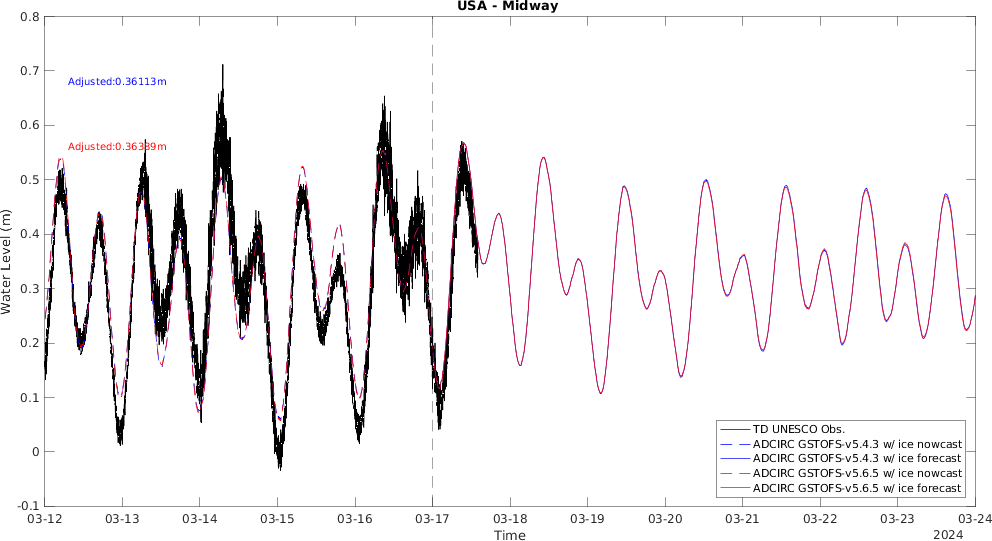 USA - Midway
0.8
0.7
0.6
0.5
0.4
0.3
0.2
0.1
0
-0.1
Water Level (m)
Adjusted:0.36113m
Adjusted:0.36389m
TD UNESCO Obs.
ADCIRC GSTOFS-v5.4.3 w/ ice nowcast
ADCIRC GSTOFS-v5.4.3 w/ ice forecast
ADCIRC GSTOFS-v5.6.5 w/ ice nowcast
ADCIRC GSTOFS-v5.6.5 w/ ice forecast
03-12 03-13 03-14 03-15 03-16 03-17 03-18 03-19 03-20 03-21 03-22 03-23 03-24
Time
2024